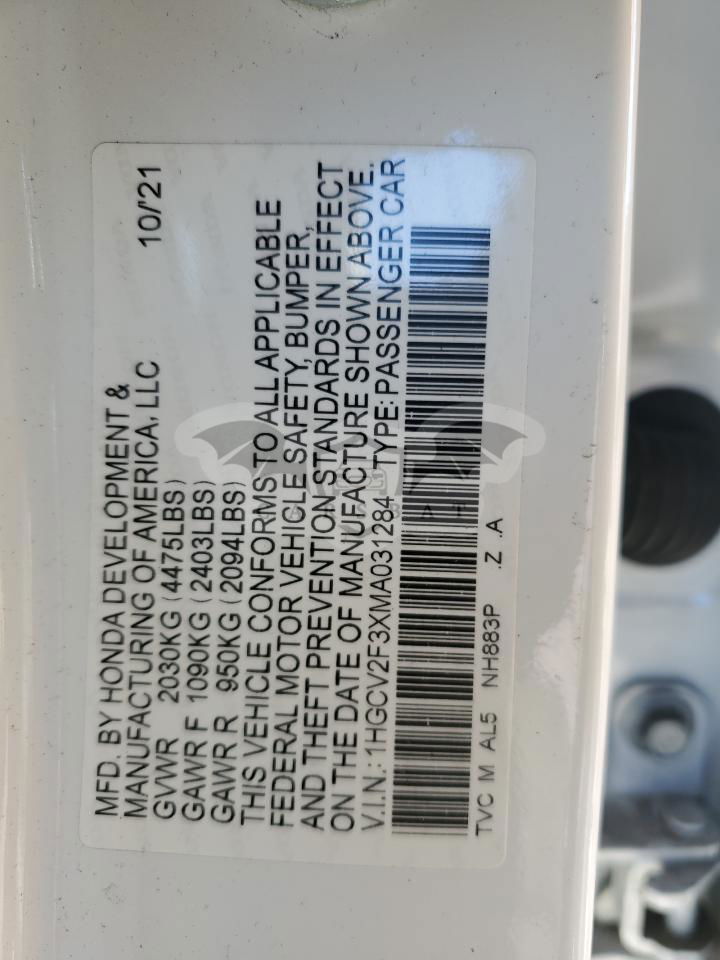 MFD. BY HONDA DEVELOPMENT &
MANUFACTURING OF AMERICA, LLC 10/'21
GVWR 2030KG (4475LBS)
GAWR F 1090KG (2403LBS)
GAWR R 950KG (2094LBS)
THIS VEHICLE CONFORMS TO ALL APPLICABLE
FEDERAL MOTOR VEHICLE SAFETY, BUMPER,
AND THEFT PREVENTION STANDARDS IN EFFECT
ON THE DATE OF MANUFACTURE SHOWN ABOVE.
V.I.N.: 1HGCV2F3XMA031284 TYPE: PASSENGER CAR
TVC M AL5 NH883P .Z .A